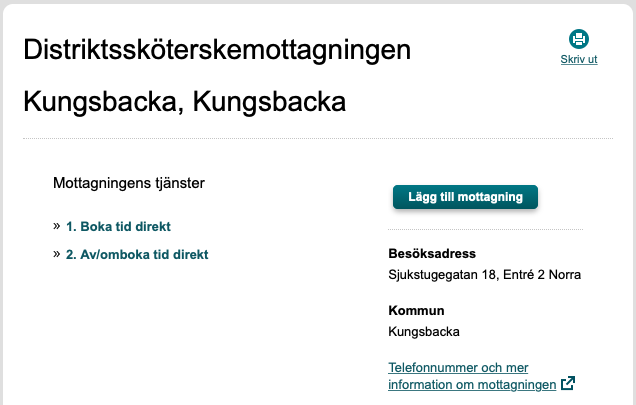 Distriktssköterskemottagningen
Kungsbacka, Kungsbacka
Skriv ut
Mottagningens tjänster
» 1. Boka tid direkt
» 2. Av/omboka tid direkt
Lägg till mottagning
Besöksadress
Sjukstugegatan 18, Entré 2 Norra
Kommun
Kungsbacka
Telefonnummer och mer
information om mottagningen